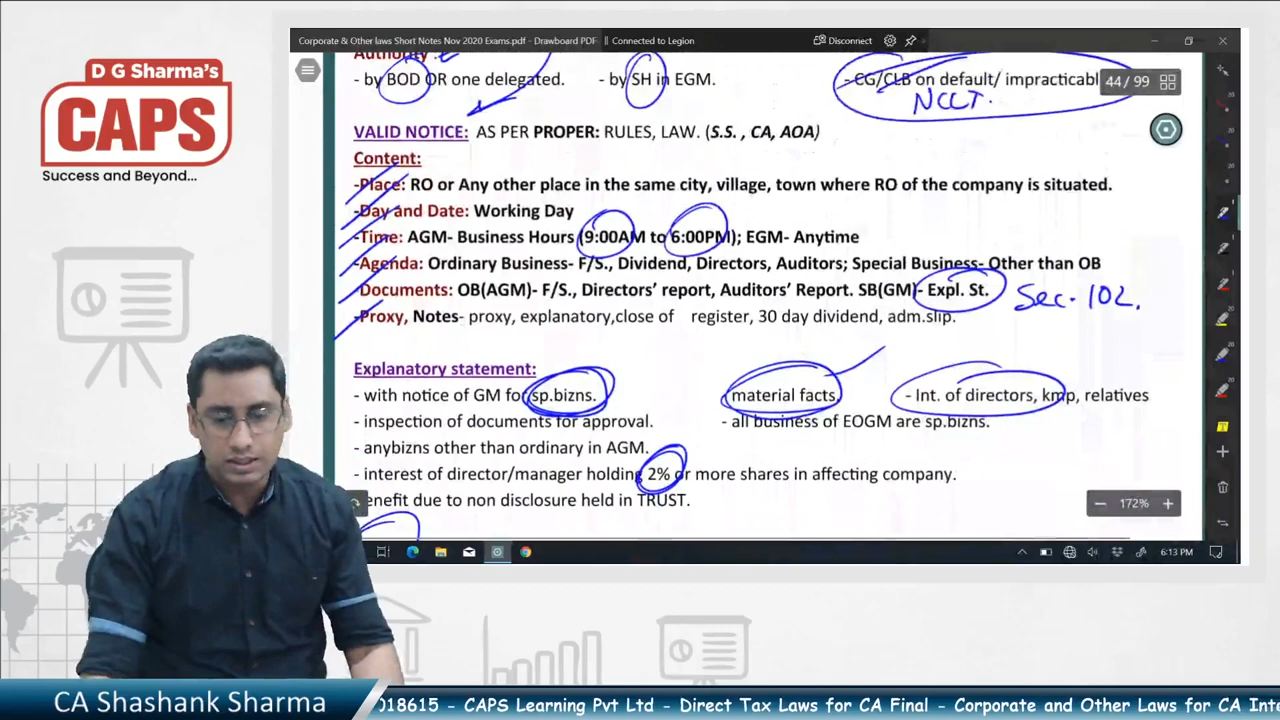 D G Sharma's
CAPS
Success and Beyond...
Corporate & Other laws Short Notes Nov 2020 Exams.pdf - Drawboard PDF || Connected to Legion
Disconnect
Authority :-
- by BOD OR one delegated. - by SH in EGM. - CG/CLB on default/ impracticabl
44 / 99
NCLT.
VALID NOTICE: AS PER PROPER: RULES, LAW. (S.S. , CA, AOA)
Content:
-Place: RO or Any other place in the same city, village, town where RO of the company is situated.
-Day and Date: Working Day
-Time: AGM- Business Hours (9:00AM to 6:00PM); EGM- Anytime
-Agenda: Ordinary Business- F/S., Dividend, Directors, Auditors; Special Business- Other than OB
Documents: OB(AGM)- F/S., Directors' report, Auditors' Report. SB(GM)- Expl. St.
Sec. 102.
-Proxy, Notes- proxy, explanatory,close of register, 30 day dividend, adm.slip.
Explanatory statement:
- with notice of GM for sp.bizns. material facts. - Int. of directors, kmp, relatives
- inspection of documents for approval. - all business of EOGM are sp.bizns.
- anybizns other than ordinary in AGM.
- interest of director/manager holding 2% or more shares in affecting company.
enefit due to non disclosure held in TRUST.
172%
6:13 PM
CA Shashank Sharma
018615 - CAPS Learning Pvt Ltd - Direct Tax Laws for CA Final - Corporate and Other Laws for CA Inte